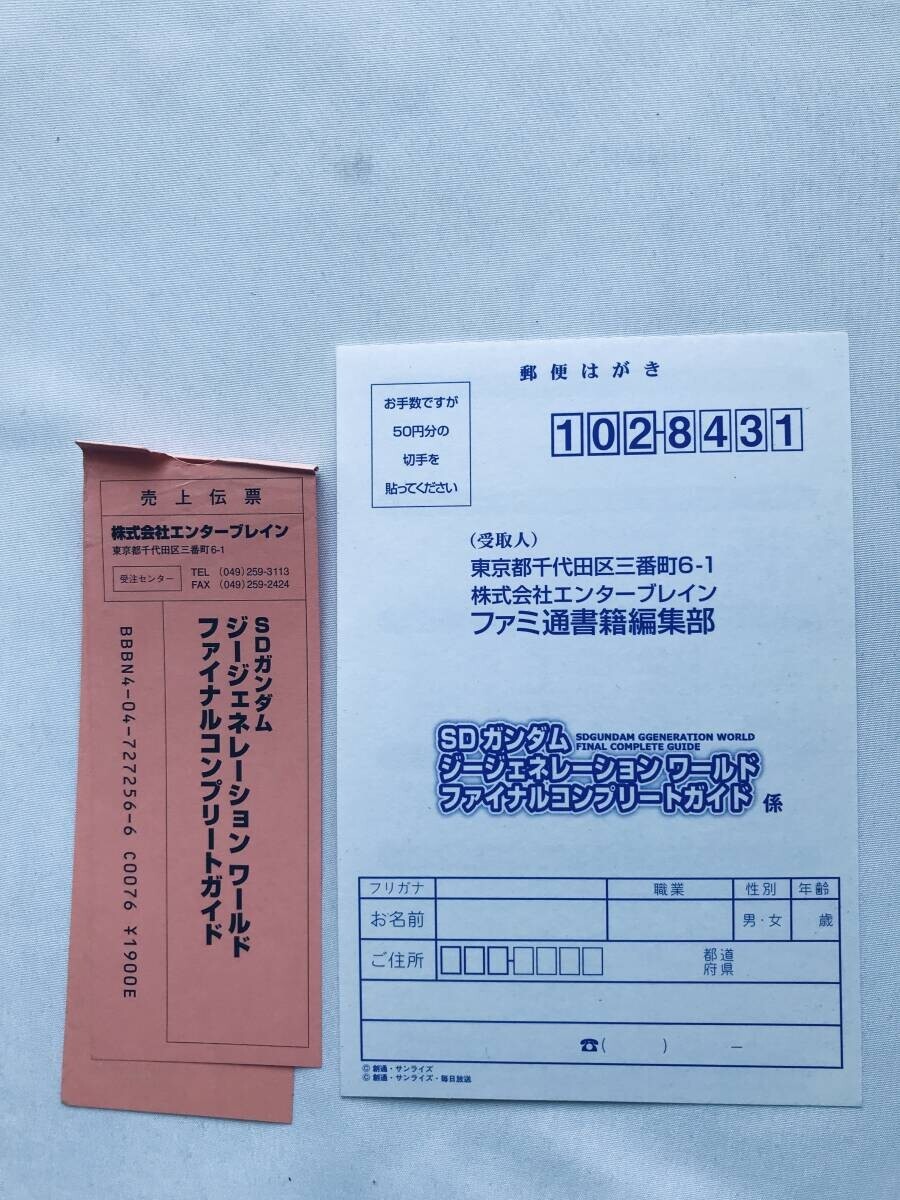 売上伝票
株式会社エンターブレイン
東京都千代田区三番町6-1
受注センター
TEL (049)259-3113
FAX (049)259-2424
SDガンダム
ジージェネレーション ワールド
ファイナルコンプリートガイド
BBBN4-04-727256-6 C0076 ¥1900E
郵便はがき
お手数ですが
50円分の
切手を
貼ってください
102-8431
(受取人)
東京都千代田区三番町6-1
株式会社エンターブレイン
ファミ通書籍編集部
SDガンダム
SDGUNDAM GGENERATION WORLD
FINAL COMPLETE GUIDE
ジージェネレーション ワールド
ファイナルコンプリートガイド 係
フリガナ 職業 性別 年齢
お名前 男・女 歳
ご住所 都道
府県
☎( ) ―
©創通・サンライズ
©創通・サンライズ・毎日放送